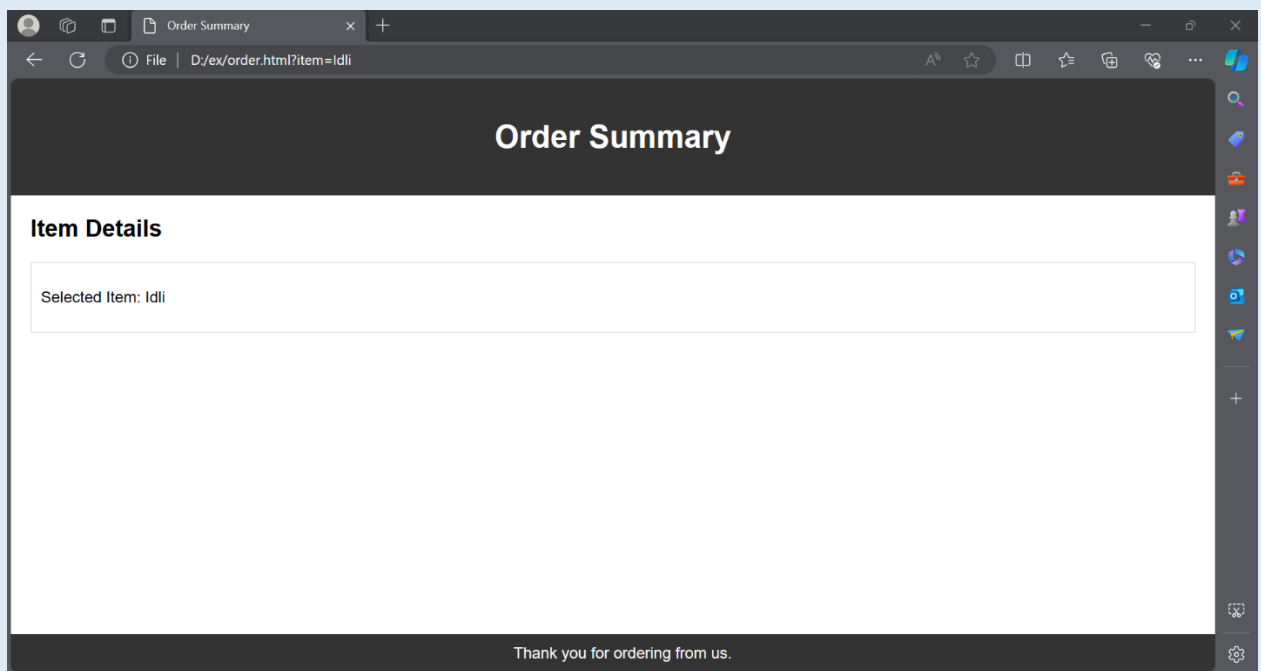 Order Summary
File | D:/ex/order.html?item=Idli
Order Summary
Item Details
Selected Item: Idli
Thank you for ordering from us.